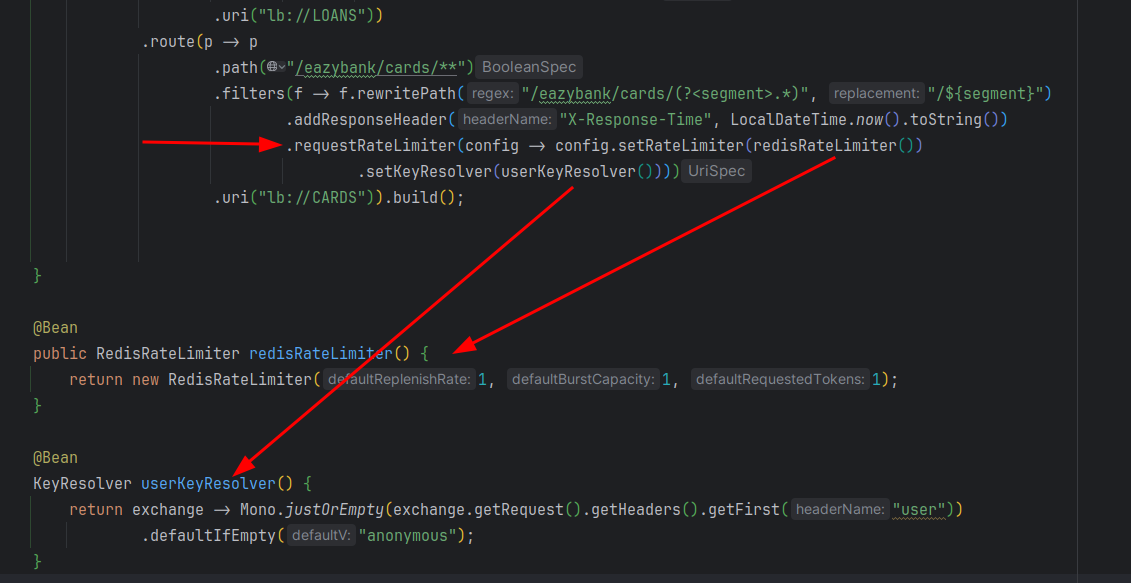 .uri("lb://LOANS"))
.route(p -> p
.path("/eazybank/cards/**") BooleanSpec
.filters(f -> f.rewritePath( regex: "/eazybank/cards/(?<segment>.*)", replacement: "/${segment}")
.addResponseHeader( headerName: "X-Response-Time", LocalDateTime.now().toString())
.requestRateLimiter(config -> config.setRateLimiter(redisRateLimiter())
.setKeyResolver(userKeyResolver()))) UriSpec
.uri("lb://CARDS")).build();
}
@Bean
public RedisRateLimiter redisRateLimiter() {
return new RedisRateLimiter( defaultReplenishRate: 1, defaultBurstCapacity: 1, defaultRequestedTokens: 1);
}
@Bean
KeyResolver userKeyResolver() {
return exchange -> Mono.justOrEmpty(exchange.getRequest().getHeaders().getFirst( headerName: "user"))
.defaultIfEmpty( defaultV: "anonymous");
}